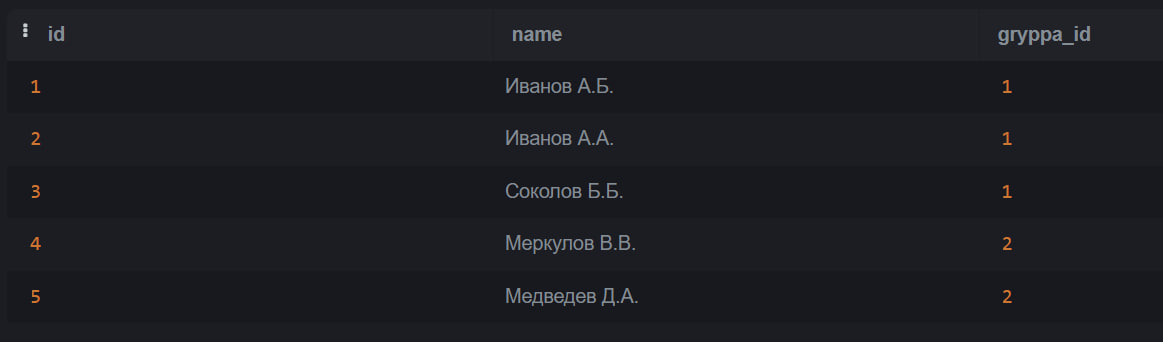 id name gryppa_id
1 Иванов А.Б. 1
2 Иванов А.А. 1
3 Соколов Б.Б. 1
4 Меркулов В.В. 2
5 Медведев Д.А. 2